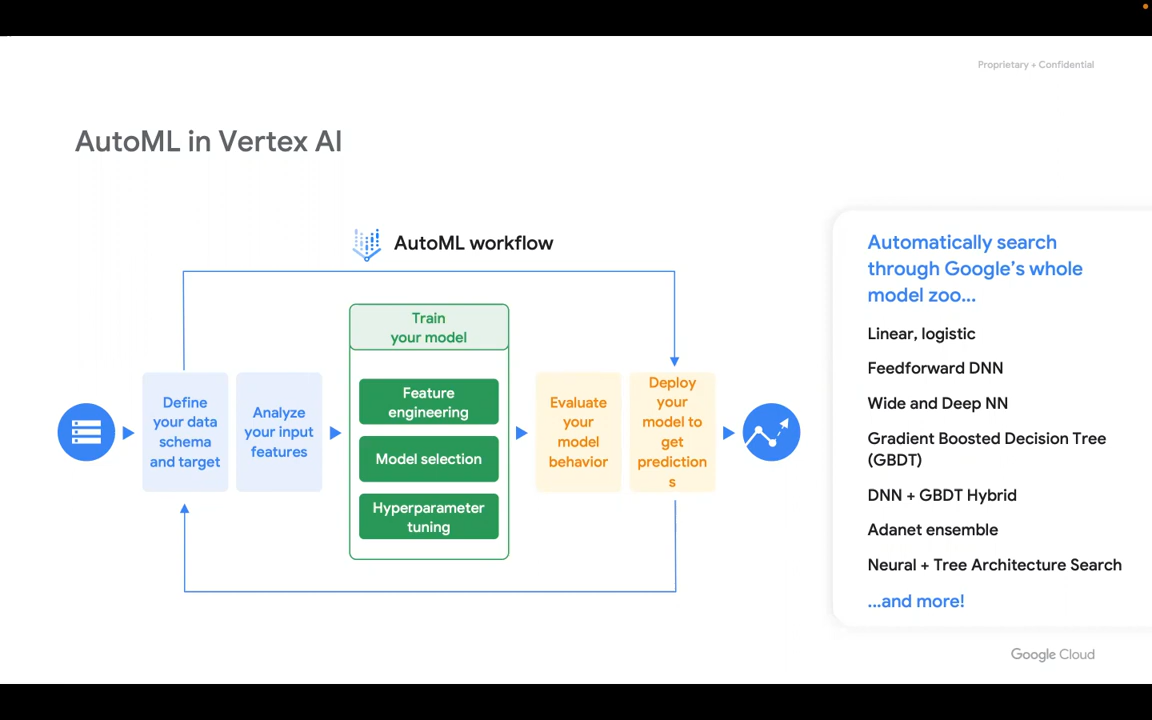 Proprietary + Confidential
AutoML in Vertex AI
AutoML workflow
Define
your data
schema
and target
Analyze
your input
features
Train
your model
Feature
engineering
Model selection
Hyperparameter
tuning
Evaluate
your
model
behavior
Deploy
your
model to
get
prediction
s
Automatically search
through Google's whole
model zoo...
Linear, logistic
Feedforward DNN
Wide and Deep NN
Gradient Boosted Decision Tree
(GBDT)
DNN + GBDT Hybrid
Adanet ensemble
Neural + Tree Architecture Search
...and more!
Google Cloud